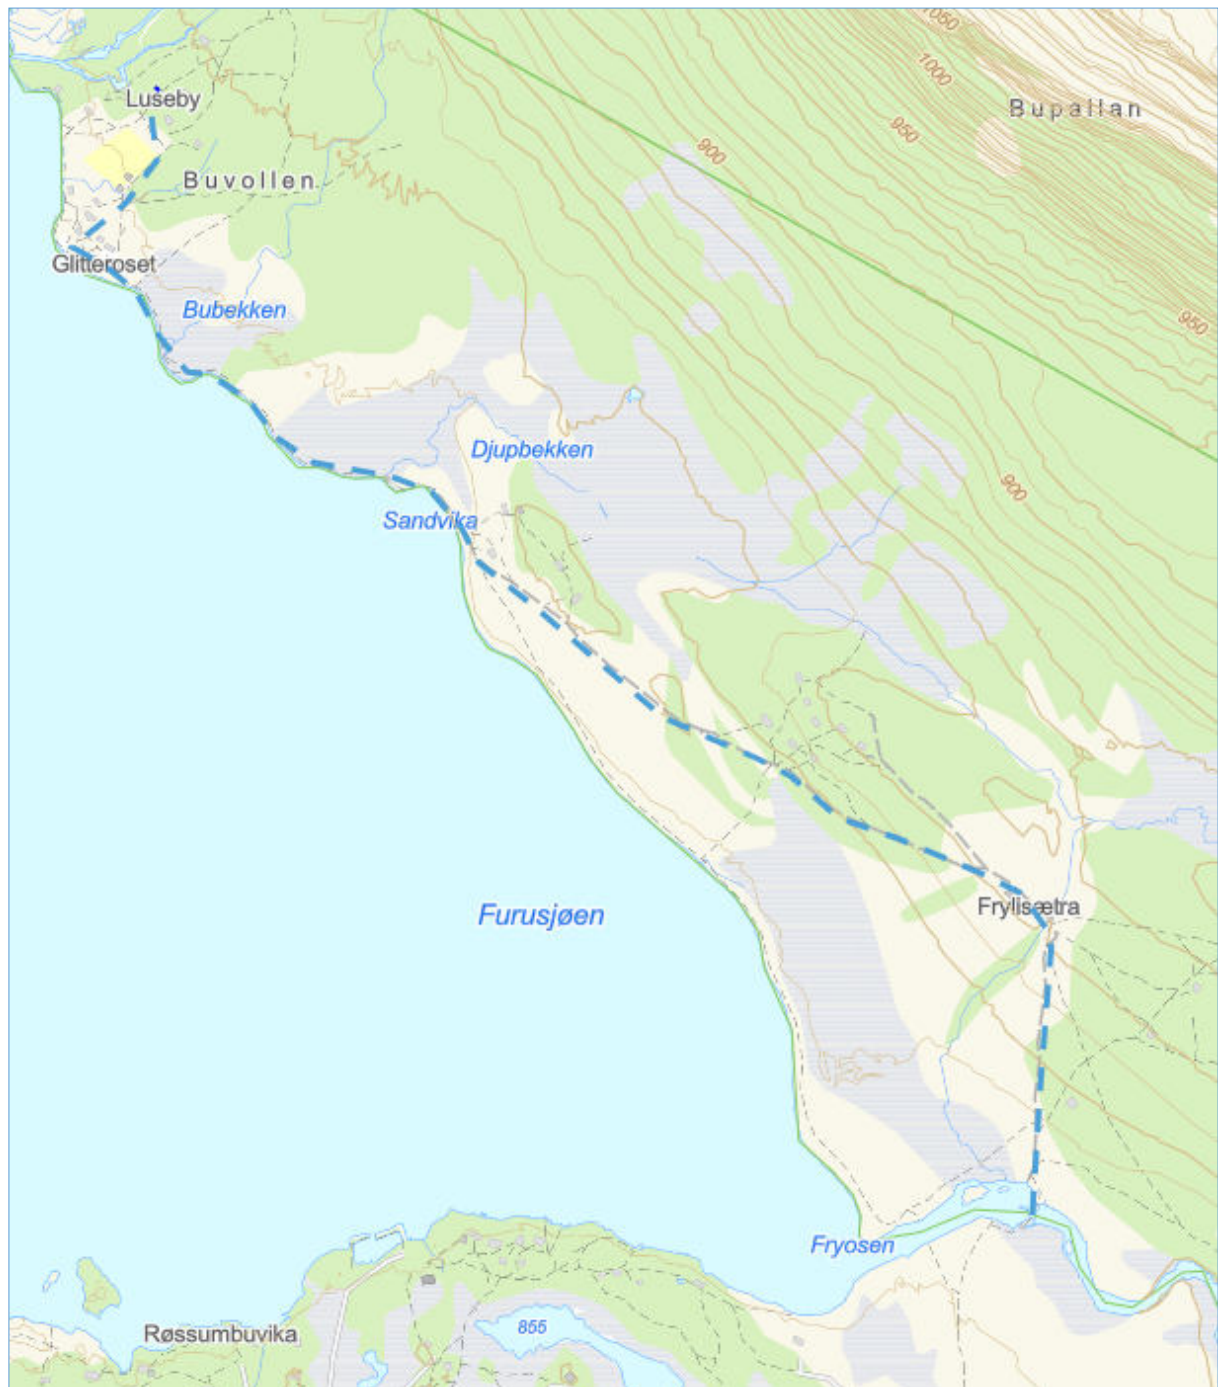 1050
1000
Luseby
Bupallan
950
900
Buvollen
Glitteroset
Bubekken
950
Djupbekken
900
Sandvika
Frylisætra
Furusjøen
Fryosen
855
Røssumbuvika